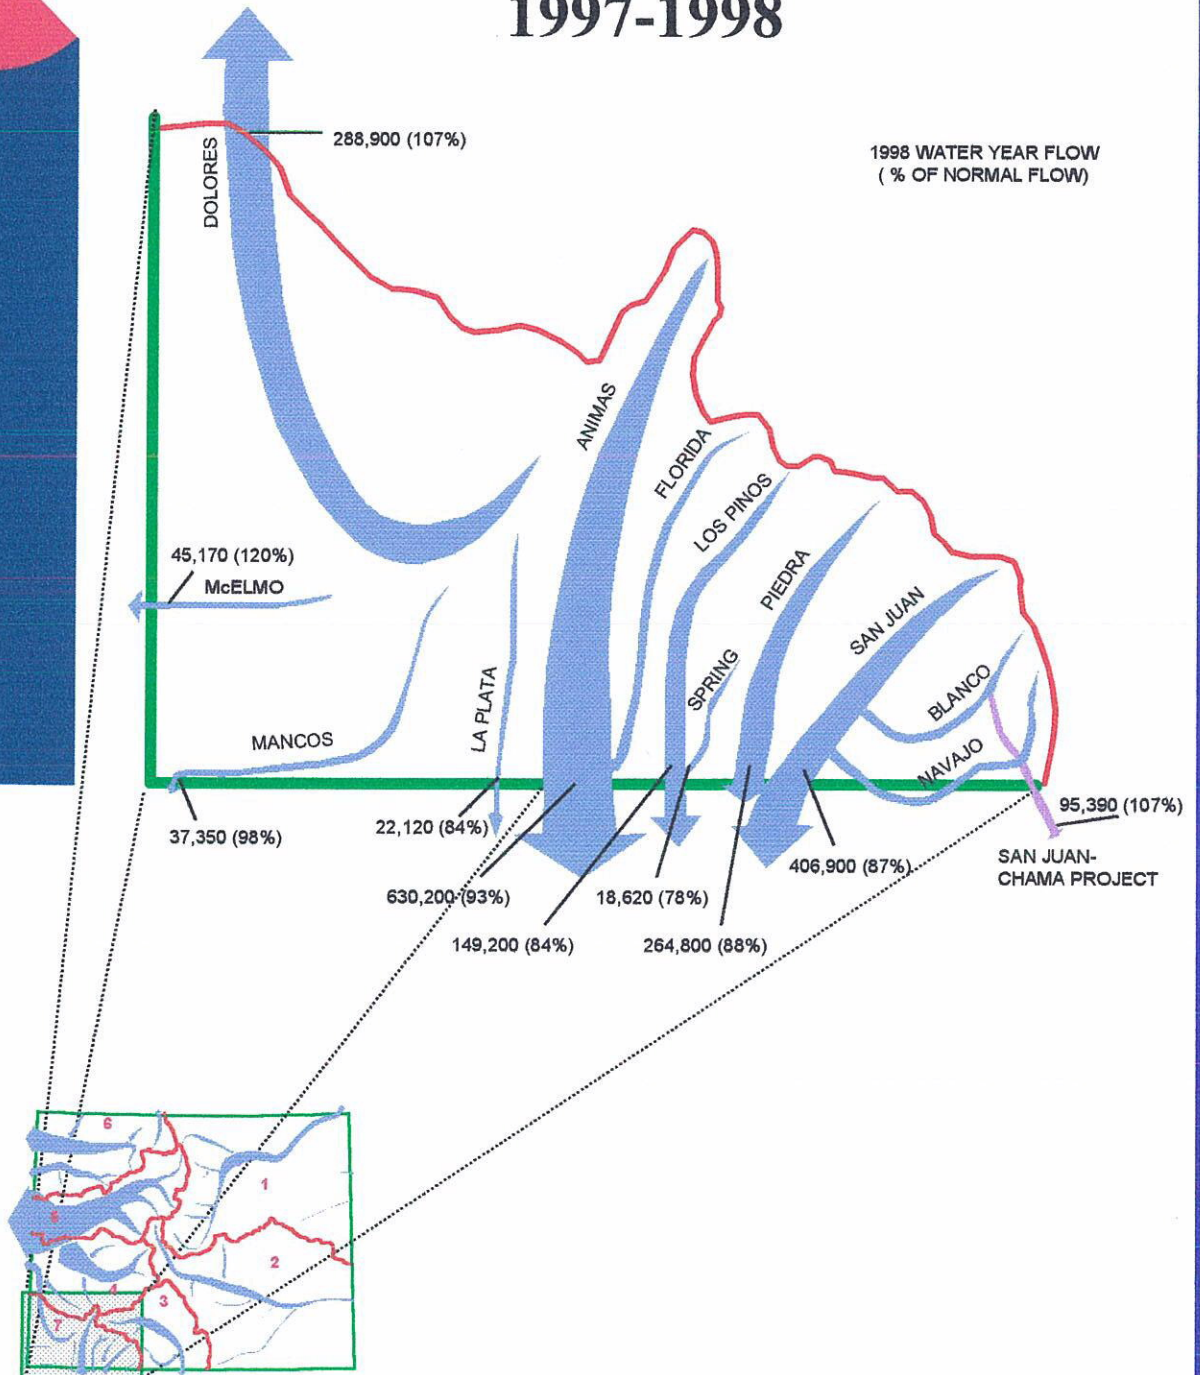 1997-1998
288,900 (107%)
1998 WATER YEAR FLOW
( % OF NORMAL FLOW)
DOLORES
ANIMAS
FLORIDA
LOS PINOS
45,170 (120%)
McELMO
PIEDRA
SAN JUAN
SPRING
LA PLATA
BLANCO
MANCOS
NAVAJO
37,350 (98%)
22,120 (84%)
95,390 (107%)
406,900 (87%)
SAN JUAN-
CHAMA PROJECT
630,200 (93%)
18,620 (78%)
149,200 (84%)
264,800 (88%)
6
1
5
2
4
3
7